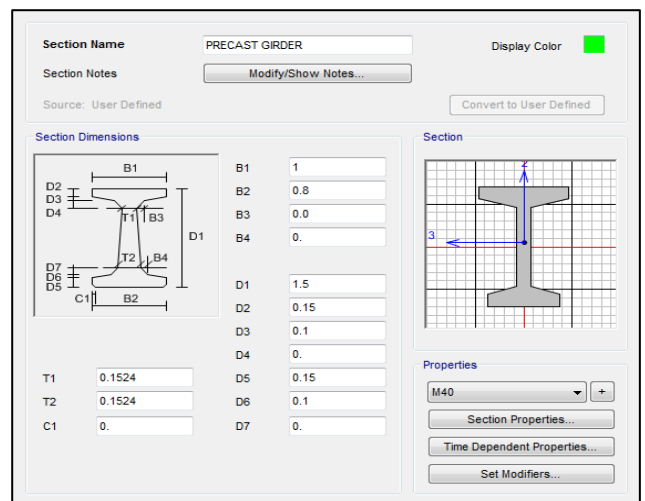 Section Name PRECAST GIRDER Display Color
Section Notes Modify/Show Notes...
Source: User Defined Convert to User Defined
Section Dimensions
B1
D2
D3
D4
T1 B3
D1
T2 B4
D7
D6
D5
C1 B2
B1 1
B2 0.8
B3 0.0
B4 0.
D1 1.5
D2 0.15
D3 0.1
D4 0.
T1 0.1524 D5 0.15
T2 0.1524 D6 0.1
C1 0. D7 0.
Section
2
3
Properties
M40 +
Section Properties...
Time Dependent Properties...
Set Modifiers...